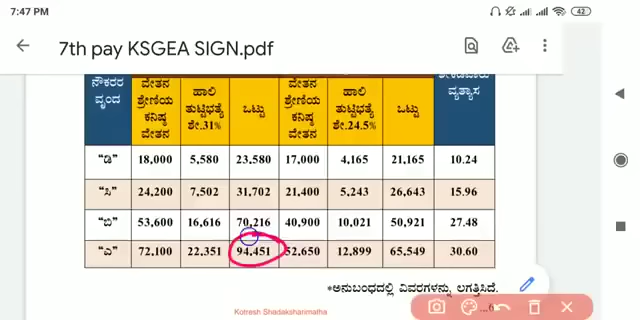 7:47 PM
42
7th pay KSGEA SIGN.pdf
ನೌಕರರ ವೃಂದ
ವೇತನ ಶ್ರೇಣಿಯ ಕನಿಷ್ಠ ವೇತನ
ಹಾಲಿ ತುಟ್ಟಿಭತ್ಯೆ ಶೇ.31%
ಒಟ್ಟು
ವೇತನ ಶ್ರೇಣಿಯ ಕನಿಷ್ಠ ವೇತನ
ಹಾಲಿ ತುಟ್ಟಿಭತ್ಯೆ ಶೇ.24.5%
ಒಟ್ಟು
ವ್ಯತ್ಯಾಸ
"ಡಿ" 18,000 5,580 23,580 17,000 4,165 21,165 10.24
"ಸಿ" 24,200 7,502 31,702 21,400 5,243 26,643 15.96
"ಬಿ" 53,600 16,616 70,216 40,900 10,021 50,921 27.48
"ಎ" 72,100 22,351 94,451 52,650 12,899 65,549 30.60
*ಅನುಬಂಧದಲ್ಲಿ ವಿವರಗಳನ್ನು ಲಗತ್ತಿಸಿದೆ.
Kotresh Shadaksharimatha
...6